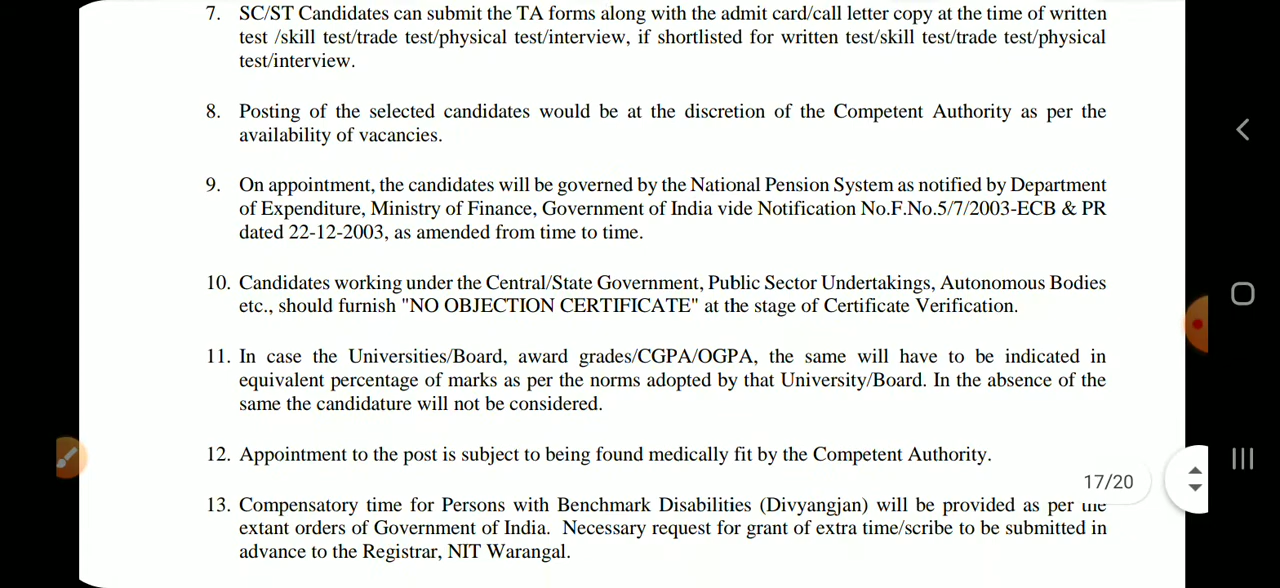 7. SC/ST Candidates can submit the TA forms along with the admit card/call letter copy at the time of written
test /skill test/trade test/physical test/interview, if shortlisted for written test/skill test/trade test/physical
test/interview.
8. Posting of the selected candidates would be at the discretion of the Competent Authority as per the
availability of vacancies.
9. On appointment, the candidates will be governed by the National Pension System as notified by Department
of Expenditure, Ministry of Finance, Government of India vide Notification No.F.No.5/7/2003-ECB & PR
dated 22-12-2003, as amended from time to time.
10. Candidates working under the Central/State Government, Public Sector Undertakings, Autonomous Bodies
etc., should furnish "NO OBJECTION CERTIFICATE" at the stage of Certificate Verification.
11. In case the Universities/Board, award grades/CGPA/OGPA, the same will have to be indicated in
equivalent percentage of marks as per the norms adopted by that University/Board. In the absence of the
same the candidature will not be considered.
12. Appointment to the post is subject to being found medically fit by the Competent Authority.
17/20
13. Compensatory time for Persons with Benchmark Disabilities (Divyangjan) will be provided as per the
extant orders of Government of India. Necessary request for grant of extra time/scribe to be submitted in
advance to the Registrar, NIT Warangal.